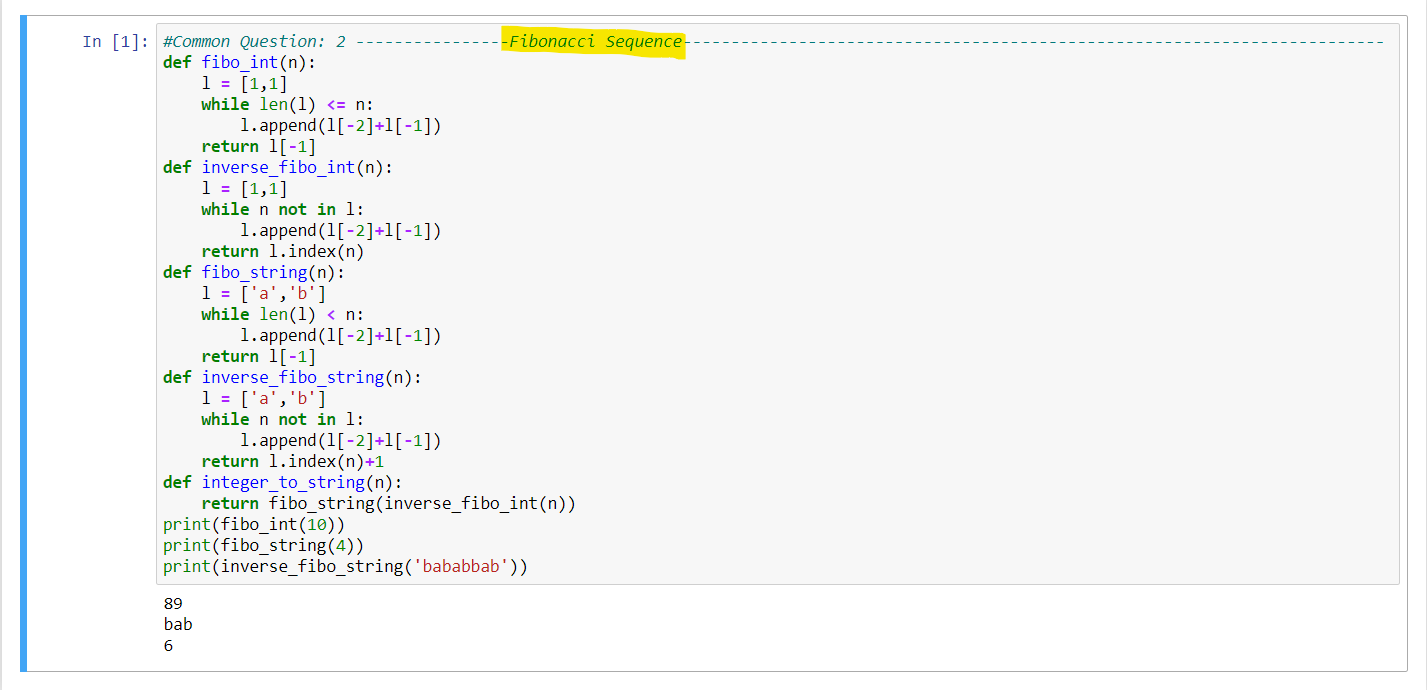 In [1]: #Common Question: 2 ----------------Fibonacci Sequence-------------------------------------------------------------------------
def fibo_int(n):
    l = [1,1]
    while len(l) <= n:
        l.append(l[-2]+l[-1])
    return l[-1]
def inverse_fibo_int(n):
    l = [1,1]
    while n not in l:
        l.append(l[-2]+l[-1])
    return l.index(n)
def fibo_string(n):
    l = ['a','b']
    while len(l) < n:
        l.append(l[-2]+l[-1])
    return l[-1]
def inverse_fibo_string(n):
    l = ['a','b']
    while n not in l:
        l.append(l[-2]+l[-1])
    return l.index(n)+1
def integer_to_string(n):
    return fibo_string(inverse_fibo_int(n))
print(fibo_int(10))
print(fibo_string(4))
print(inverse_fibo_string('bababbab'))
89
bab
6